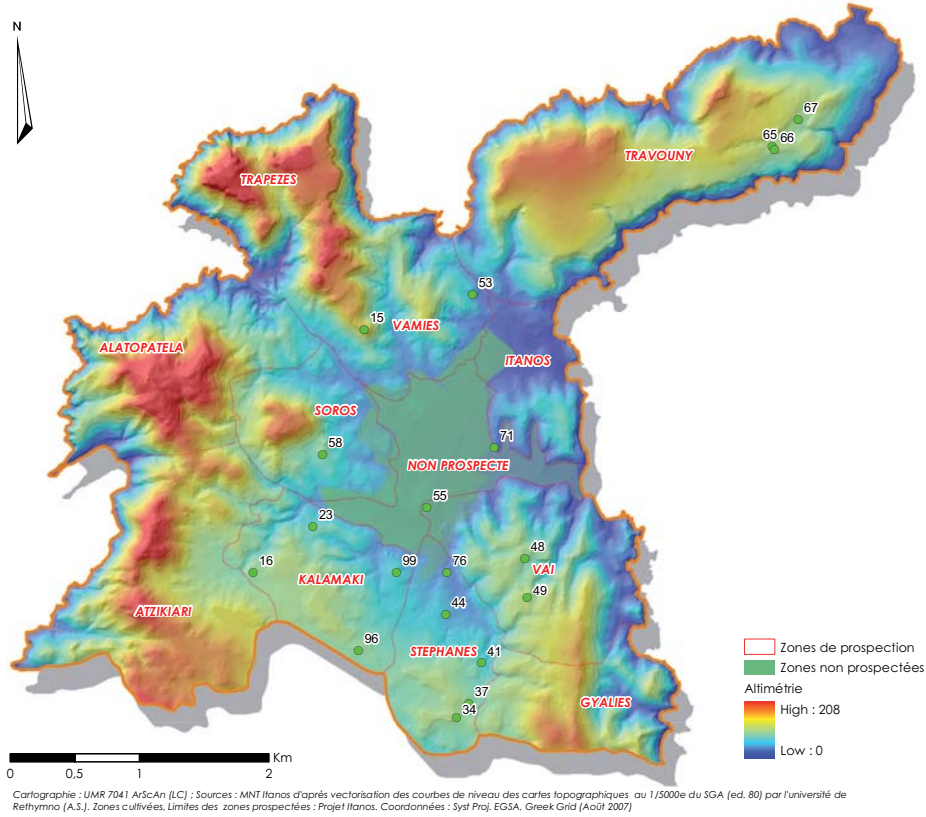 N
67
65 66
TRAVOUNY
TRAPEZES
53
15
VAMIES
ALATOPATELA
ITANOS
SOROS
58
71
NON PROSPECTE
55
23
48
16
99
76
VAI
KALAMAKI
49
ATZIKIARI
44
96
STEPHANES
41
37
GYALIES
34
Zones de prospection
Zones non prospectées
Altimétrie
High : 208
Low : 0
Km
0 0,5 1 2
Cartographie : UMR 7041 ArScAn (LC) ; Sources : MNT Itanos d'après vectorisation des courbes de niveau des cartes topographiques au 1/5000e du SGA (ed. 80) par l'université de
Rethymno (A.S.). Zones cultivées, Limites des zones prospectées : Projet Itanos. Coordonnées : Syst Proj. EGSA, Greek Grid (Août 2007)